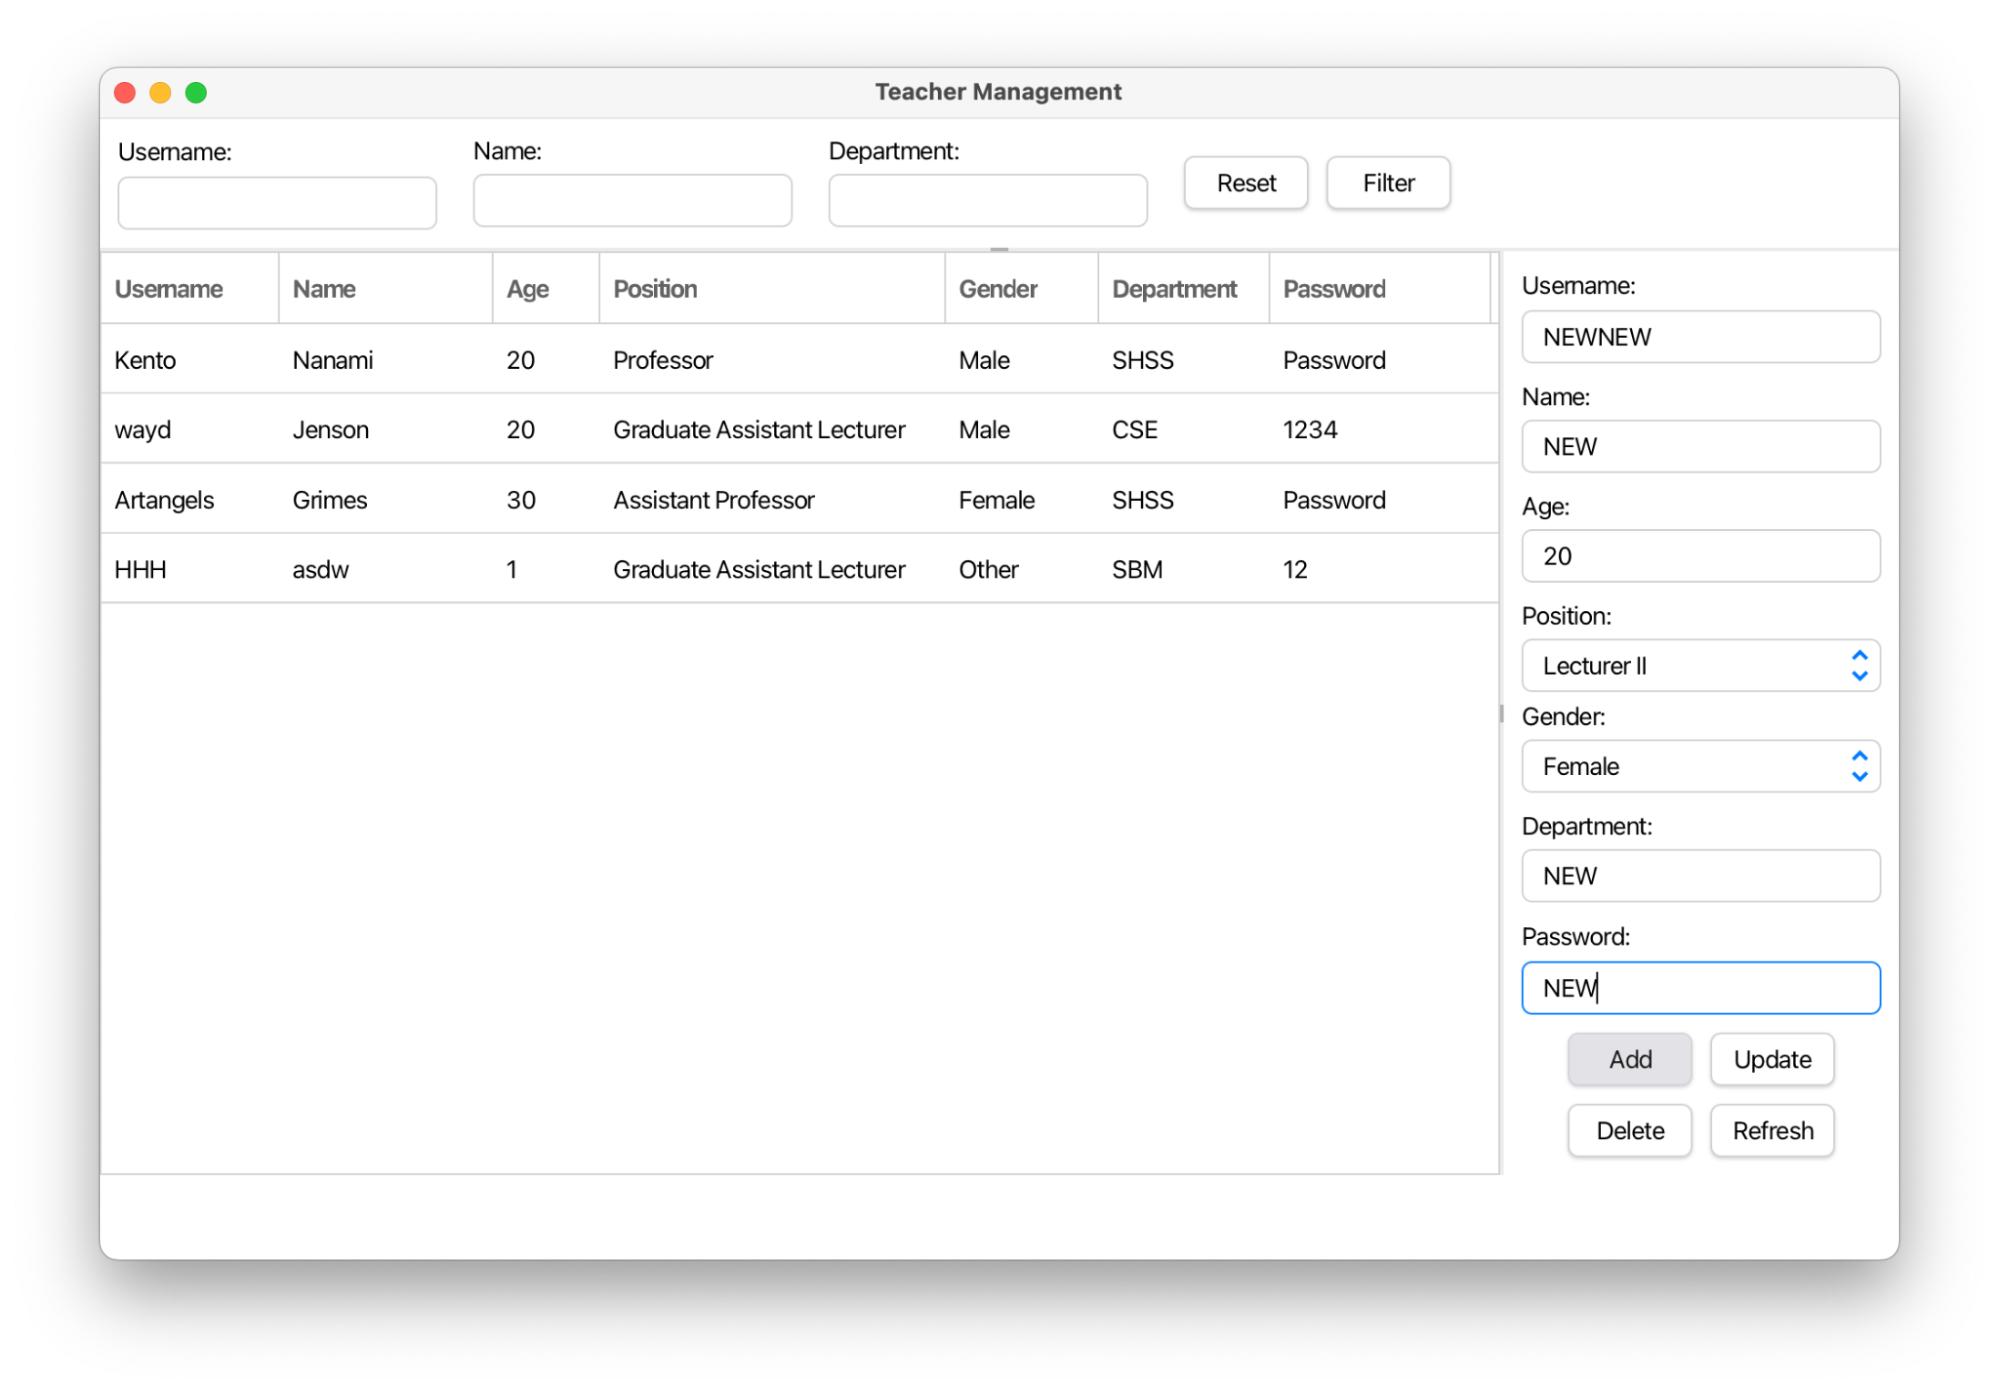 Teacher Management
Username: Name: Department:
Reset Filter
Username Name Age Position Gender Department Password
Kento Nanami 20 Professor Male SHSS Password
wayd Jenson 20 Graduate Assistant Lecturer Male CSE 1234
Artangels Grimes 30 Assistant Professor Female SHSS Password
HHH asdw 1 Graduate Assistant Lecturer Other SBM 12
Username:
NEWNEW
Name:
NEW
Age:
20
Position:
Lecturer II
Gender:
Female
Department:
NEW
Password:
NEW
Add Update
Delete Refresh